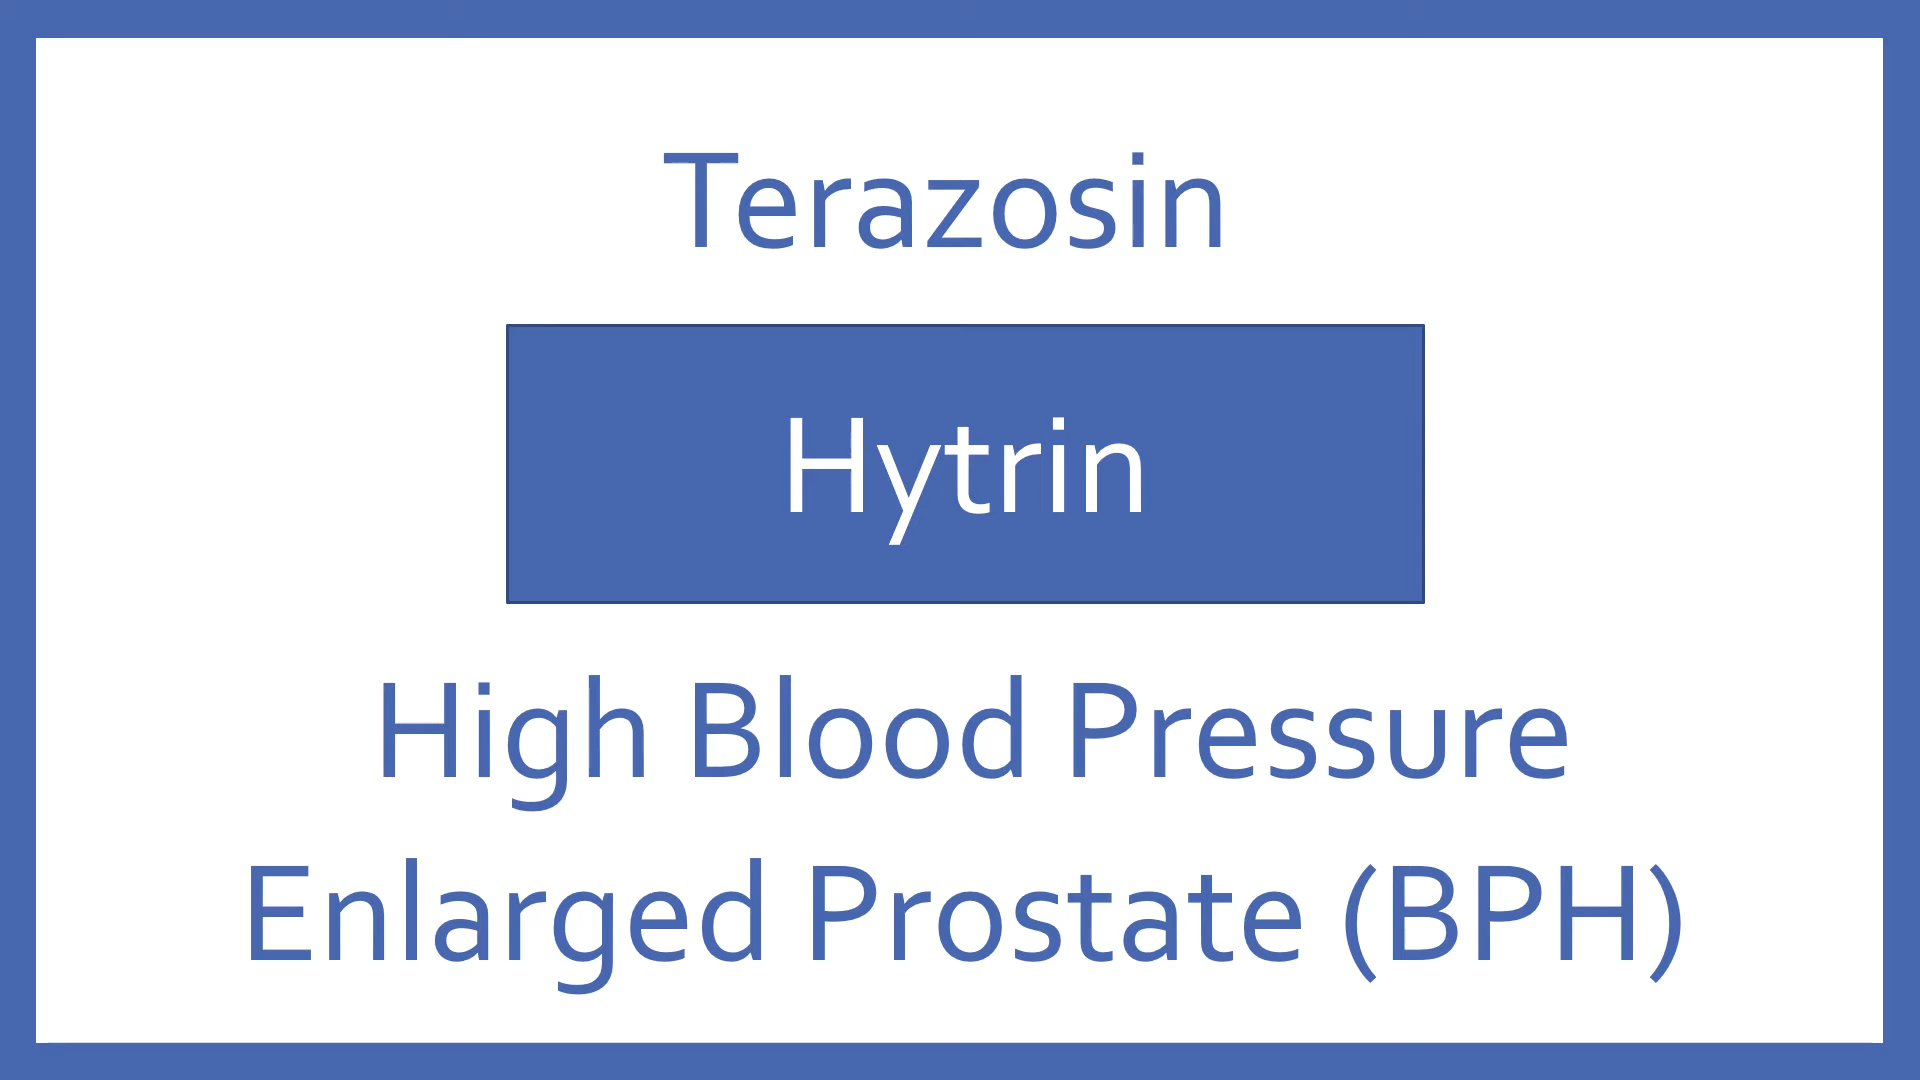 Terazosin
Hytrin
High Blood Pressure
Enlarged Prostate (BPH)